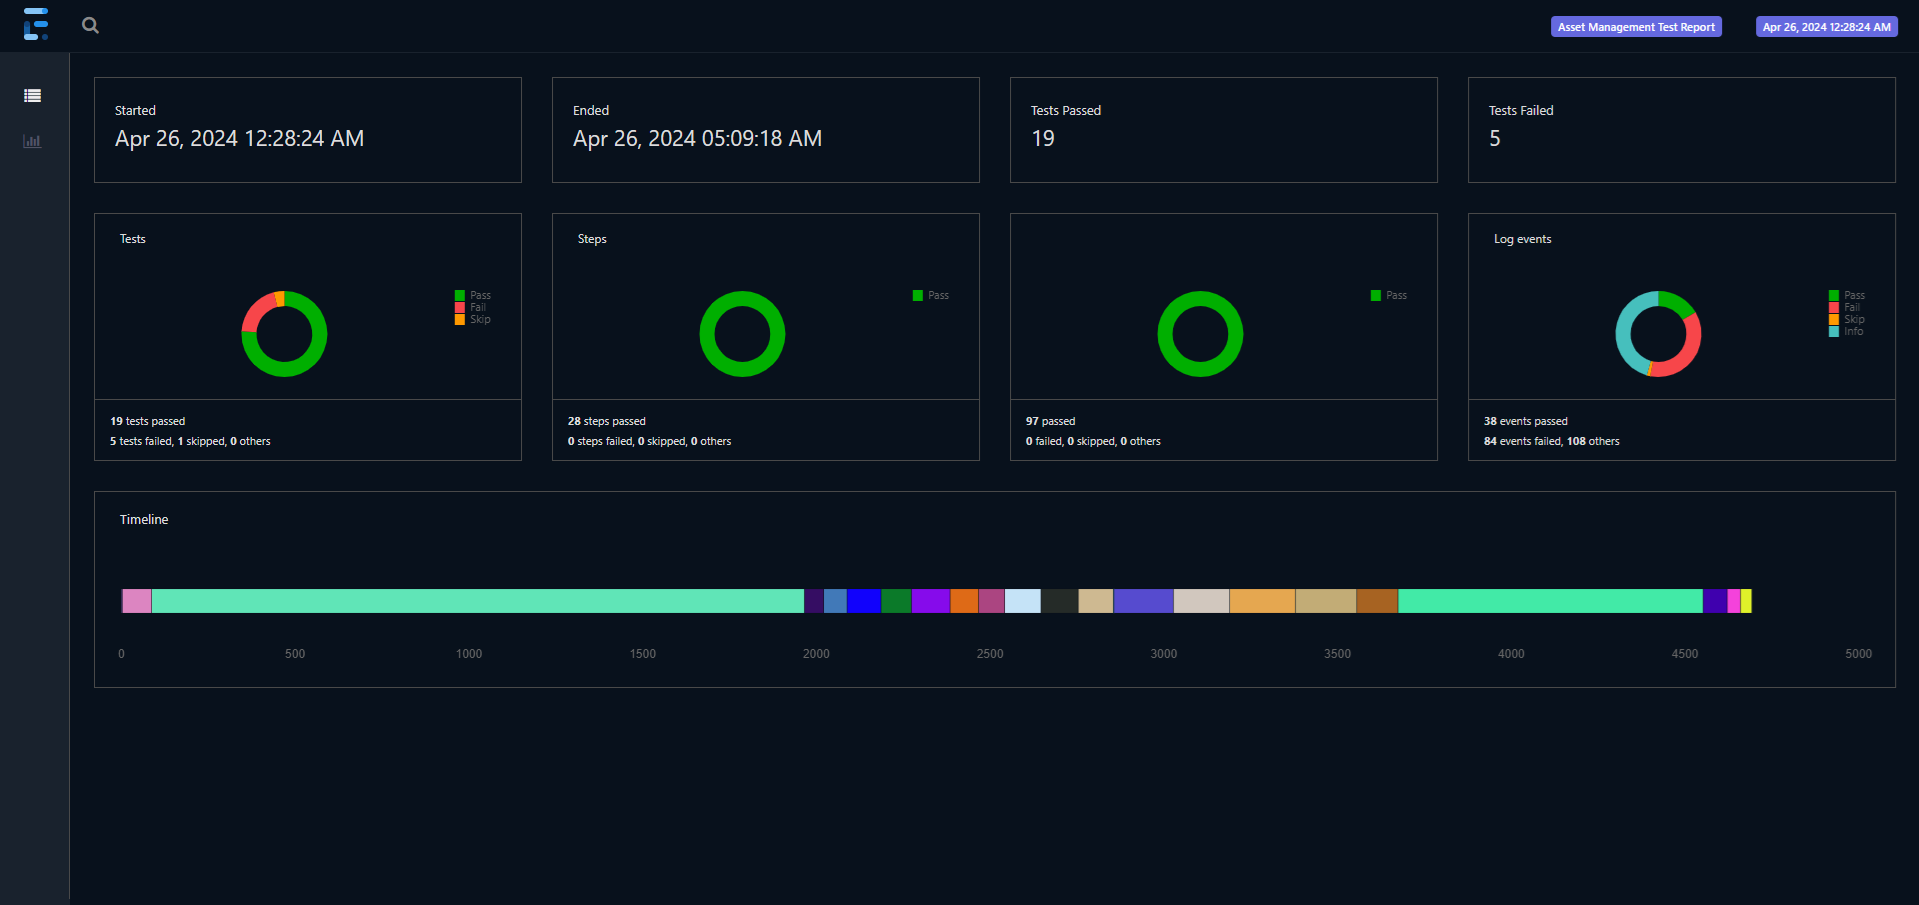 Asset Management Test Report
Apr 26, 2024 12:28:24 AM
Started
Apr 26, 2024 12:28:24 AM
Ended
Apr 26, 2024 05:09:18 AM
Tests Passed
19
Tests Failed
5
Tests
Pass
Fail
Skip
19 tests passed
5 tests failed, 1 skipped, 0 others
Steps
Pass
28 steps passed
0 steps failed, 0 skipped, 0 others
Pass
97 passed
0 failed, 0 skipped, 0 others
Log events
Pass
Fail
Skip
Info
38 events passed
84 events failed, 108 others
Timeline
0 500 1000 1500 2000 2500 3000 3500 4000 4500 5000